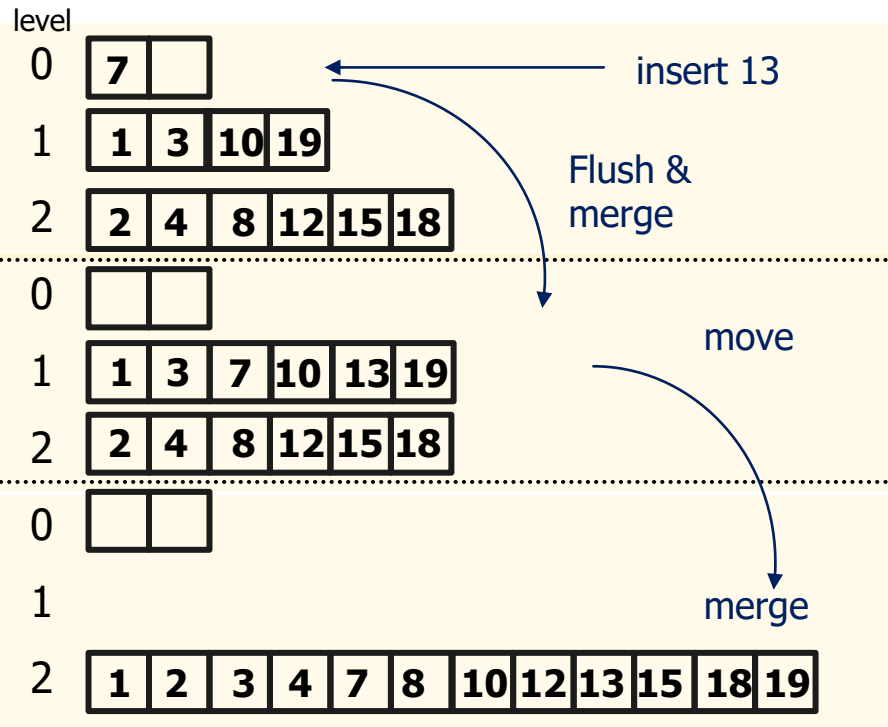 level
0 7 insert 13
1 1 3 10 19
Flush &
merge
2 2 4 8 12 15 18
0
move
1 1 3 7 10 13 19
2 2 4 8 12 15 18
0
1 merge
2 1 2 3 4 7 8 10 12 13 15 18 19